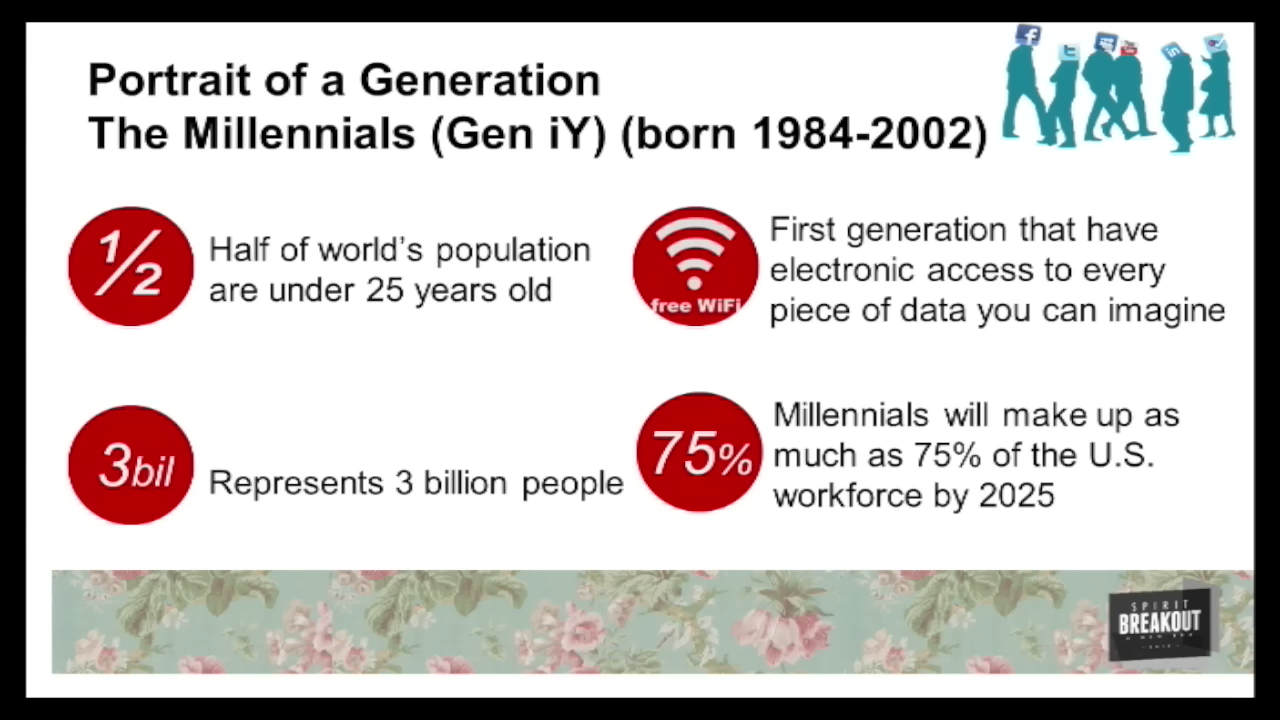 Portrait of a Generation
The Millennials (Gen iY) (born 1984-2002)
½
Half of world's population
are under 25 years old
free WiFi
First generation that have
electronic access to every
piece of data you can imagine
3bil
Represents 3 billion people
75%
Millennials will make up as
much as 75% of the U.S.
workforce by 2025
SPIRIT
BREAKOUT